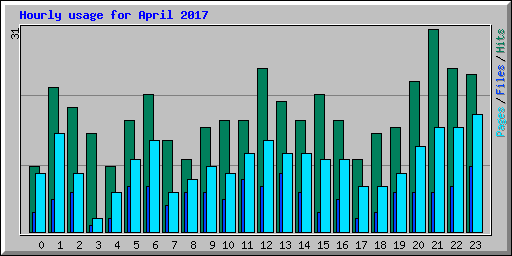 Hourly usage for April 2017
31
Pages / Files / Hits
0 1 2 3 4 5 6 7 8 9 10 11 12 13 14 15 16 17 18 19 20 21 22 23